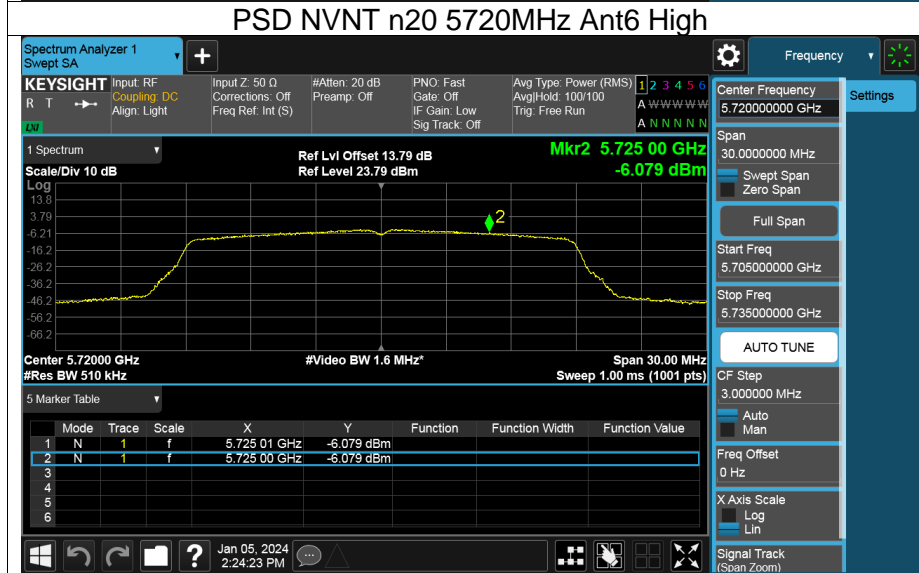 PSD NVNT n20 5720MHz Ant6 High
Spectrum Analyzer 1
Swept SA
+
Frequency
KEYSIGHT Input: RF Input Z: 50 Ω #Atten: 20 dB PNO: Fast Avg Type: Power (RMS) 1 2 3 4 5 6
R T Coupling: DC Corrections: Off Preamp: Off Gate: Off Avg|Hold: 100/100 A W W W W W
Align: Light Freq Ref: Int (S) IF Gain: Low Trig: Free Run
LXI Sig Track: Off A N N N N N
Center Frequency
5.720000000 GHz
Settings
1 Spectrum
Ref Lvl Offset 13.79 dB
Mkr2 5.725 00 GHz
Scale/Div 10 dB Ref Level 23.79 dBm -6.079 dBm
Log
13.8
3.79
-6.21
-16.2
-26.2
-36.2
-46.2
-56.2
-66.2
2
Center 5.72000 GHz #Video BW 1.6 MHz* Span 30.00 MHz
#Res BW 510 kHz Sweep 1.00 ms (1001 pts)
Span
30.0000000 MHz
Swept Span
Zero Span
Full Span
Start Freq
5.705000000 GHz
Stop Freq
5.735000000 GHz
AUTO TUNE
CF Step
3.000000 MHz
Auto
Man
Freq Offset
0 Hz
X Axis Scale
Log
Lin
Signal Track
(Span Zoom)
5 Marker Table
Mode Trace Scale X Y Function Function Width Function Value
1 N 1 f 5.725 01 GHz -6.079 dBm
2 N 1 f 5.725 00 GHz -6.079 dBm
3
4
5
6
?
Jan 05, 2024
2:24:23 PM